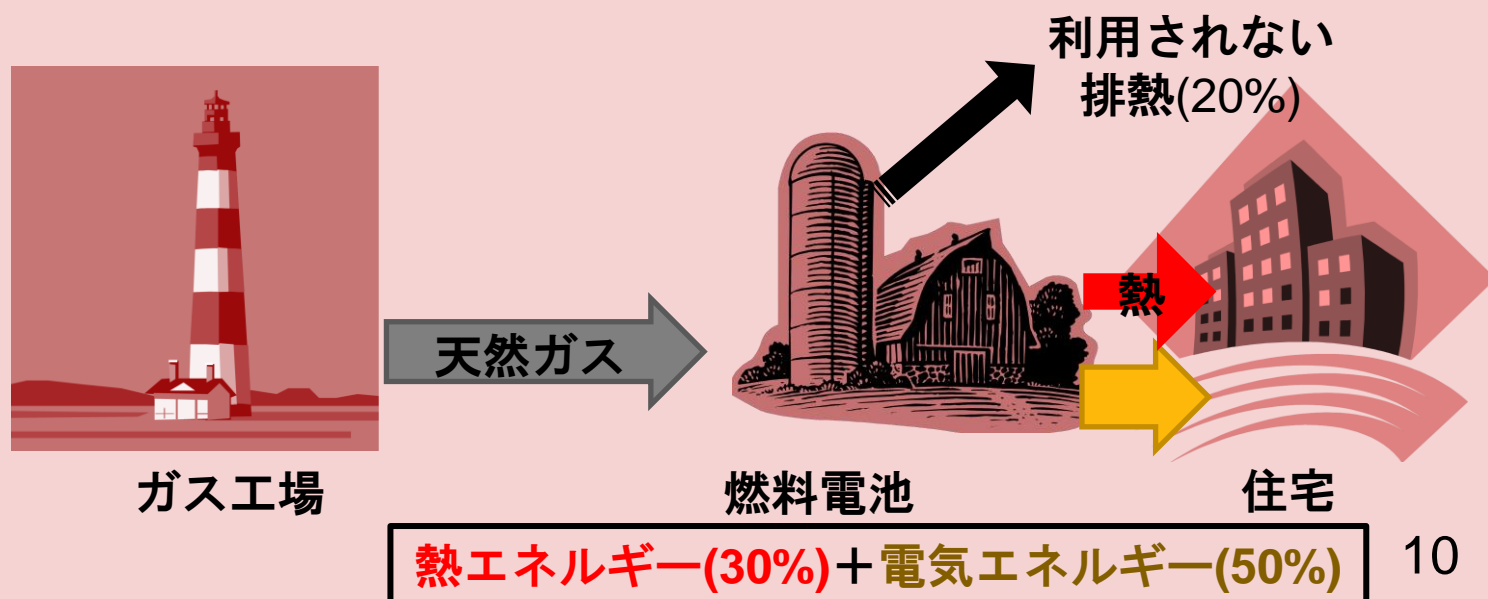 利用されない
排熱(20%)
天然ガス
熱
ガス工場
燃料電池
住宅
熱エネルギー(30%)＋電気エネルギー(50%)
10